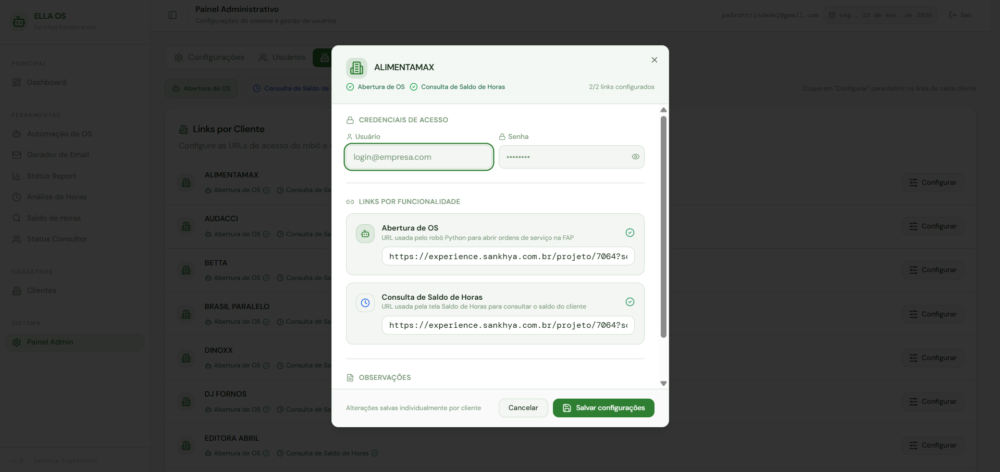 ELLA OS
Sankhya Bandeirantes
PRINCIPAL
Dashboard
FERRAMENTAS
Automação de OS
Gerador de Email
Status Report
Análise de Horas
Saldo de Horas
Status Consultor
CADASTROS
Clientes
SISTEMA
Painel Admin
v1.0 — Sankhya Experience
Painel Administrativo
Configurações do sistema e gestão de usuários
pedrohtrindade2@gmail.com
seg., 23 de mar. de 2026
Sair
Configurações
Usuários
Abertura de OS
Consulta de Saldo de
Clique em "Configurar" para definir os links de cada cliente
Links por Cliente
Configure as URLs de acesso do robô e
ALIMENTAMAX
Abertura de OS
Consulta de Sa
Configurar
AUDACCI
Abertura de OS
Consulta de Sa
Configurar
BETTA
Abertura de OS
Consulta de Sa
Configurar
BRASIL PARALELO
Abertura de OS
Consulta de Sa
Configurar
DINOXX
Abertura de OS
Consulta de Sa
Configurar
DJ FORNOS
Abertura de OS
Consulta de Sa
Configurar
EDITORA ABRIL
Abertura de OS
Consulta de Saldo de Horas
Configurar
ALIMENTAMAX
Abertura de OS
Consulta de Saldo de Horas
2/2 links configurados
CREDENCIAIS DE ACESSO
Usuário
Senha
login@empresa.com
••••••••
LINKS POR FUNCIONALIDADE
Abertura de OS
URL usada pelo robô Python para abrir ordens de serviço na FAP
https://experience.sankhya.com.br/projeto/7064?sc
Consulta de Saldo de Horas
URL usada pela tela Saldo de Horas para consultar o saldo do cliente
https://experience.sankhya.com.br/projeto/7064?sc
OBSERVAÇÕES
Alterações salvas individualmente por cliente
Cancelar
Salvar configurações